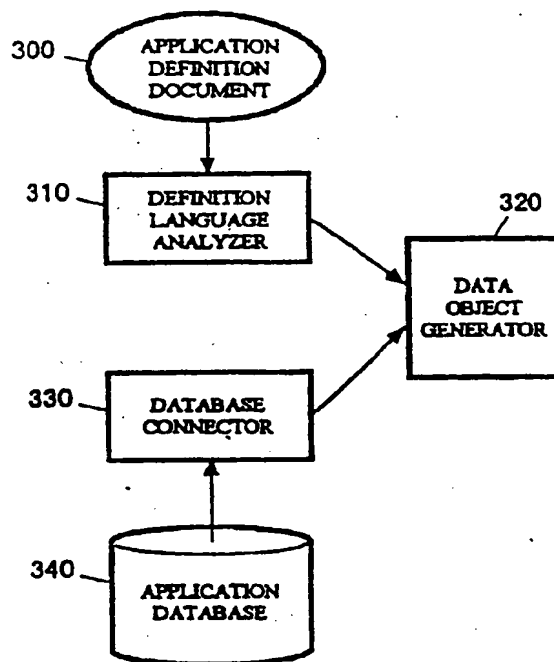 300
APPLICATION
DEFINITION
DOCUMENT
310
DEFINITION
LANGUAGE
ANALYZER
320
DATA
OBJECT
GENERATOR
330
DATABASE
CONNECTOR
340
APPLICATION
DATABASE